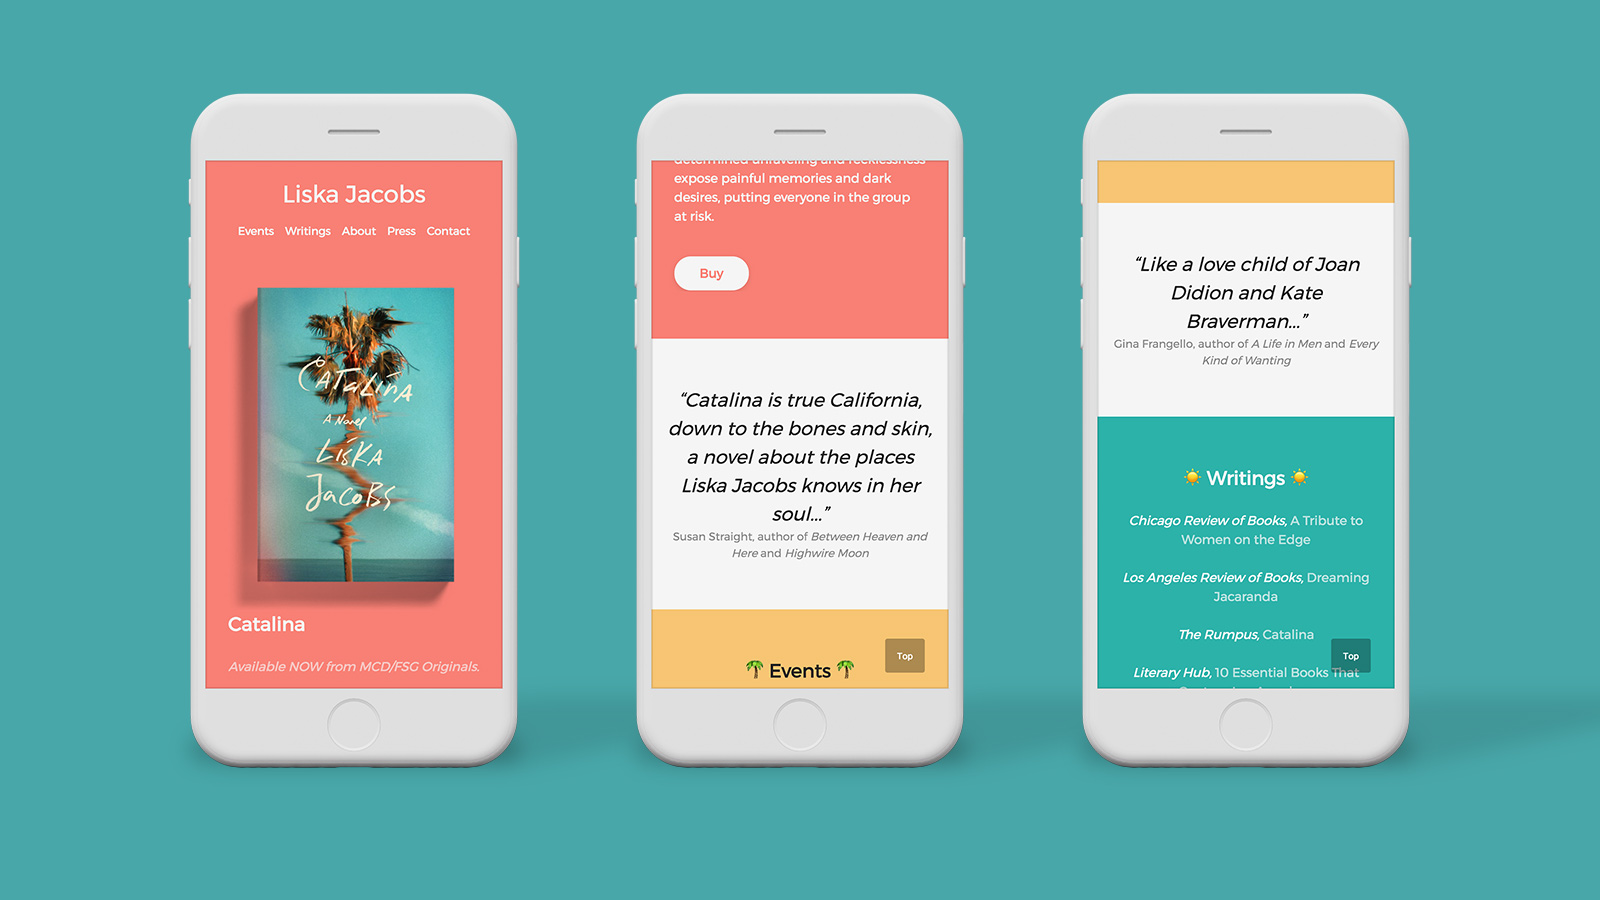 Liska Jacobs
Events Writings About Press Contact
CATALINA
A Novel
LISKA
JACOBS
Catalina
Available NOW from MCD/FSG Originals.
determined unraveling and recklessness
expose painful memories and dark
desires, putting everyone in the group
at risk.
Buy
“Catalina is true California,
down to the bones and skin,
a novel about the places
Liska Jacobs knows in her
soul...”
Susan Straight, author of Between Heaven and
Here and Highwire Moon
🌴 Events 🌴
Top
“Like a love child of Joan
Didion and Kate
Braverman...”
Gina Frangello, author of A Life in Men and Every
Kind of Wanting
☀️ Writings ☀️
Chicago Review of Books, A Tribute to
Women on the Edge
Los Angeles Review of Books, Dreaming
Jacaranda
The Rumpus, Catalina
Top
Literary Hub, 10 Essential Books That